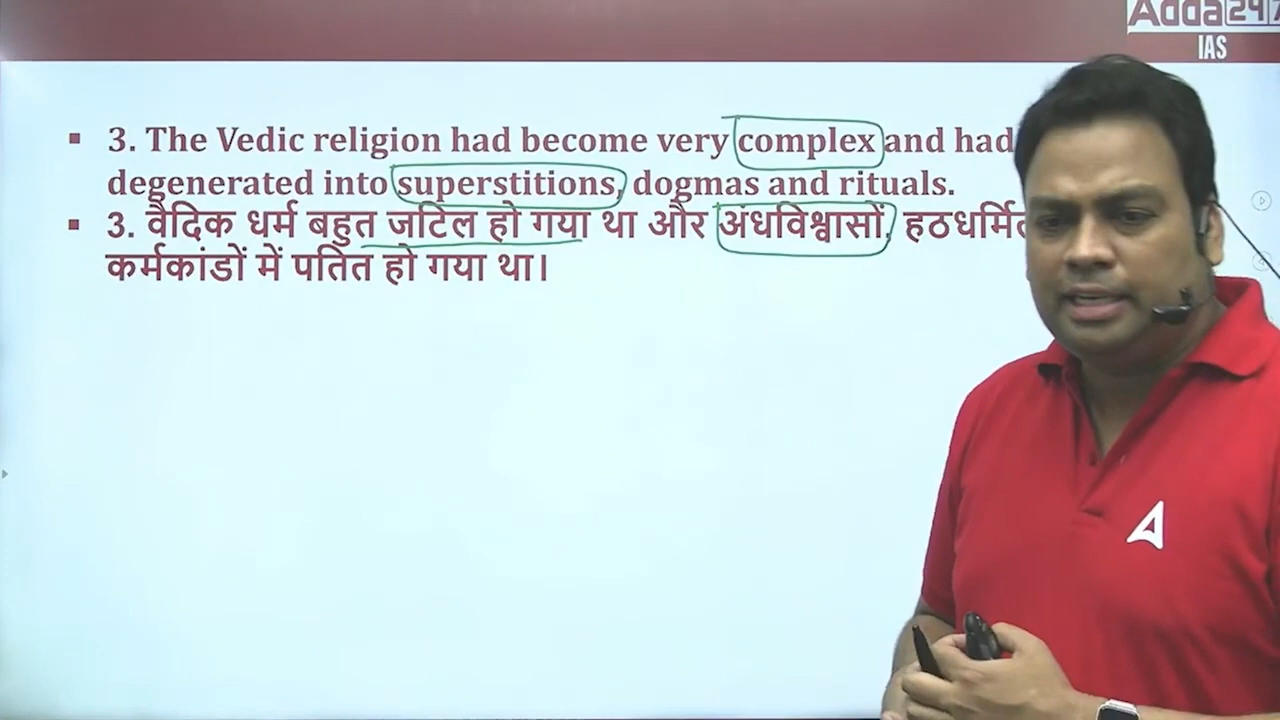 Adda247
IAS
3. The Vedic religion had become very complex and had
degenerated into superstitions, dogmas and rituals.
3. वैदिक धर्म बहुत जटिल हो गया था और अंधविश्वासों,
कर्मकांडों में पतित हो गया था।